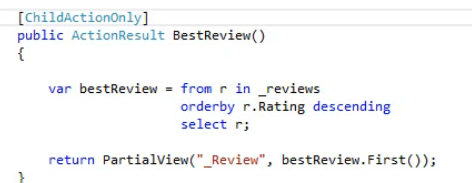 [ChildActionOnly]
public ActionResult BestReview()
{
var bestReview = from r in _reviews
orderby r.Rating descending
select r;
return PartialView("_Review", bestReview.First());
}